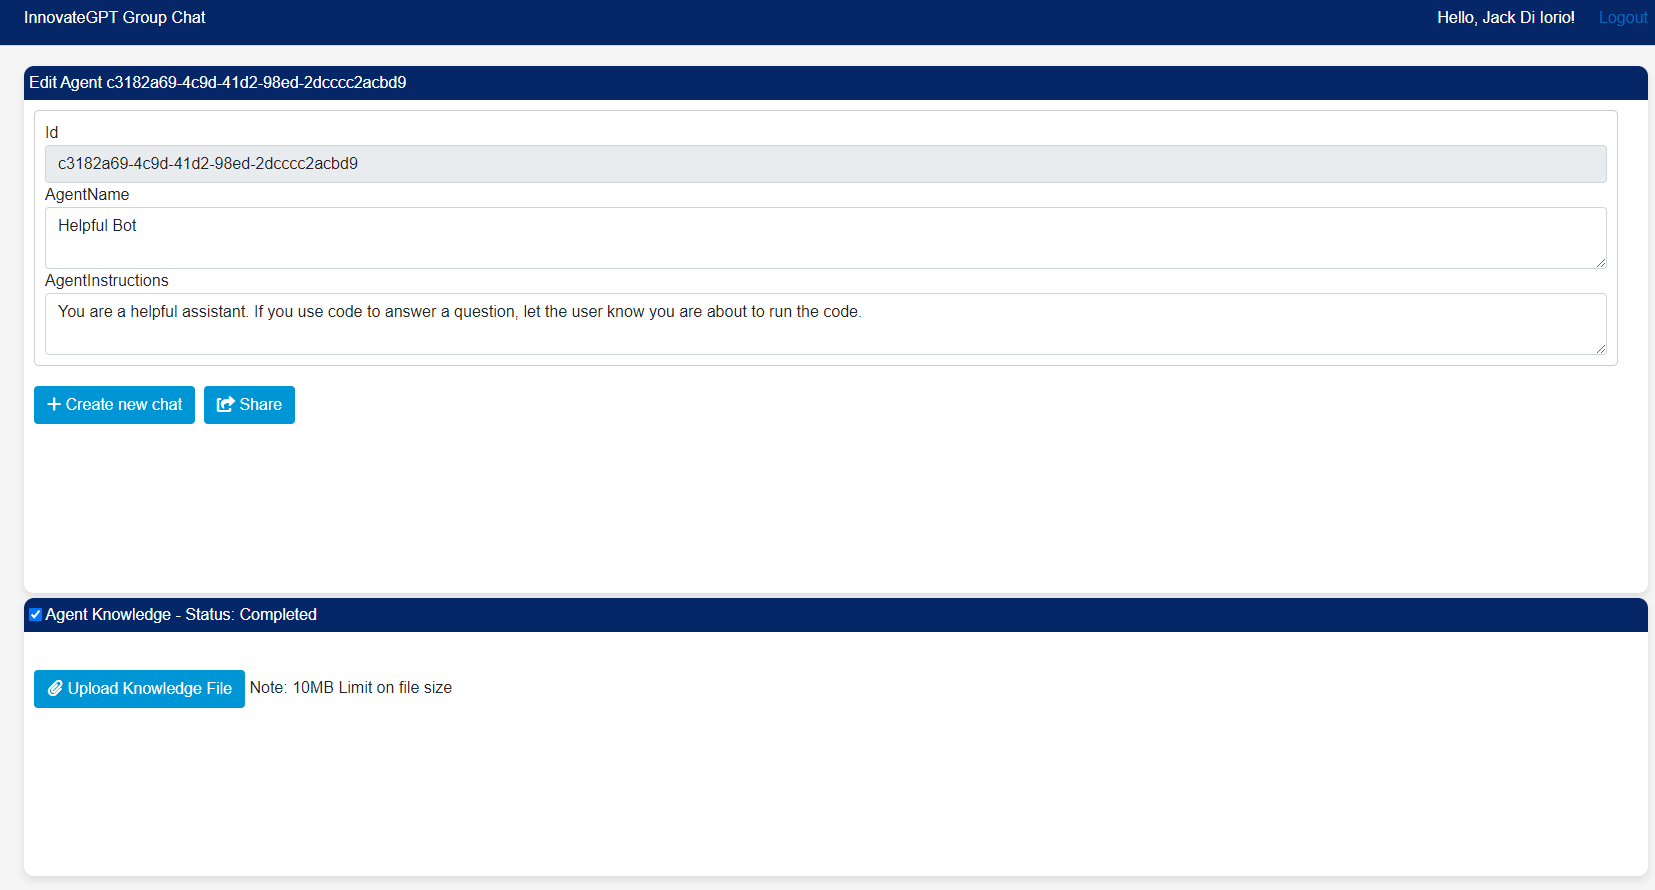 InnovateGPT Group Chat
Hello, Jack Di Iorio! Logout
Edit Agent c3182a69-4c9d-41d2-98ed-2dcccc2acbd9
Id
c3182a69-4c9d-41d2-98ed-2dcccc2acbd9
AgentName
Helpful Bot
AgentInstructions
You are a helpful assistant. If you use code to answer a question, let the user know you are about to run the code.
Create new chat Share
Agent Knowledge - Status: Completed
Upload Knowledge File Note: 10MB Limit on file size